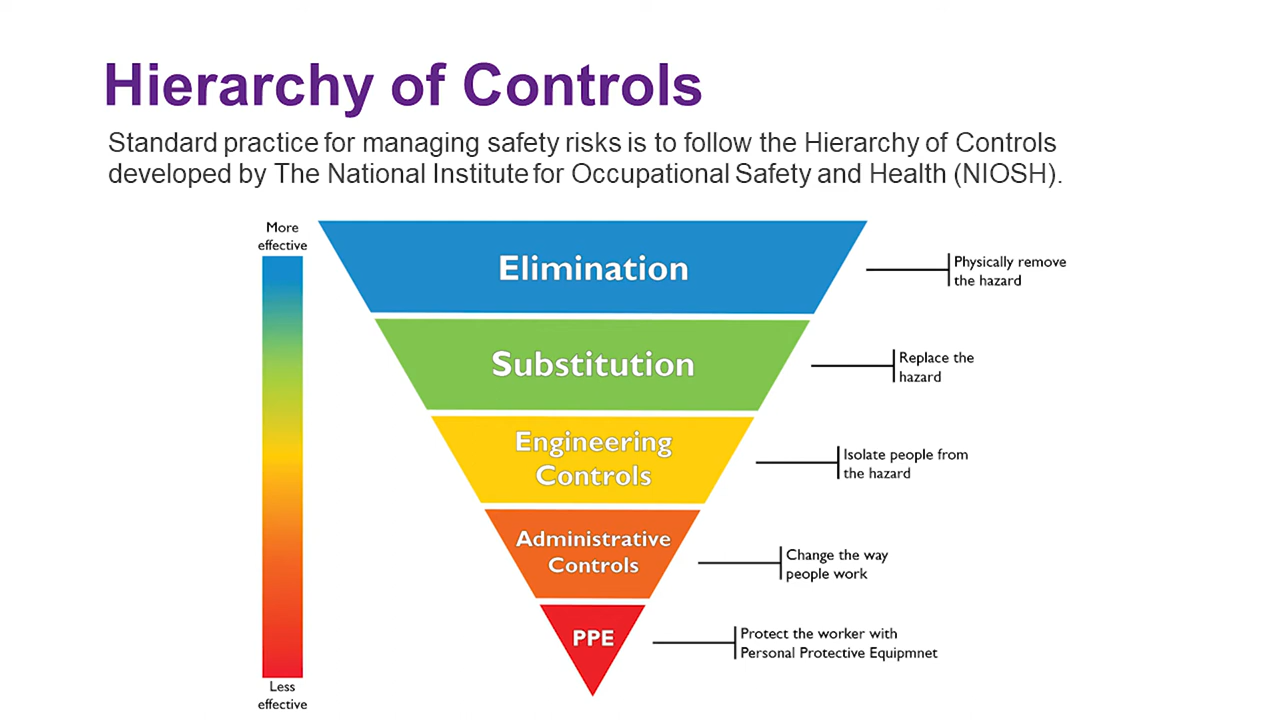 Hierarchy of Controls
Standard practice for managing safety risks is to follow the Hierarchy of Controls
developed by The National Institute for Occupational Safety and Health (NIOSH).
More
effective
Elimination
Physically remove
the hazard
Substitution
Replace the
hazard
Engineering
Controls
Isolate people from
the hazard
Administrative
Controls
Change the way
people work
PPE
Protect the worker with
Personal Protective Equipmnet
Less
effective